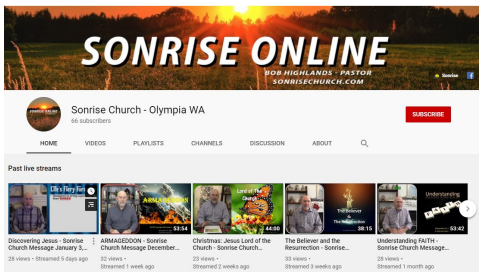 SONRISE ONLINE
BOB HIGHLANDS - PASTOR
SONRISECHURCH.COM
Sonrise
Sonrise Church - Olympia WA
66 subscribers
SUBSCRIBE
HOME VIDEOS PLAYLISTS CHANNELS DISCUSSION ABOUT
Past live streams
Life's Fiery Fur
ARMAGEDDON
53:54
Lord of The
Church
44:00
The Believer
and the
Resurrection
38:15
Understanding
FAITH
53:42
Discovering Jesus - Sonrise
Church Message January 3,...
28 views • Streamed 5 days ago
ARMAGEDDON - Sonrise
Church Message December...
32 views •
Streamed 1 week ago
Christmas: Jesus Lord of the
Church - Sonrise Church...
23 views •
Streamed 2 weeks ago
The Believer and the
Resurrection - Sonrise...
33 views •
Streamed 3 weeks ago
Understanding FAITH -
Sonrise Church Message...
28 views •
Streamed 1 month ago